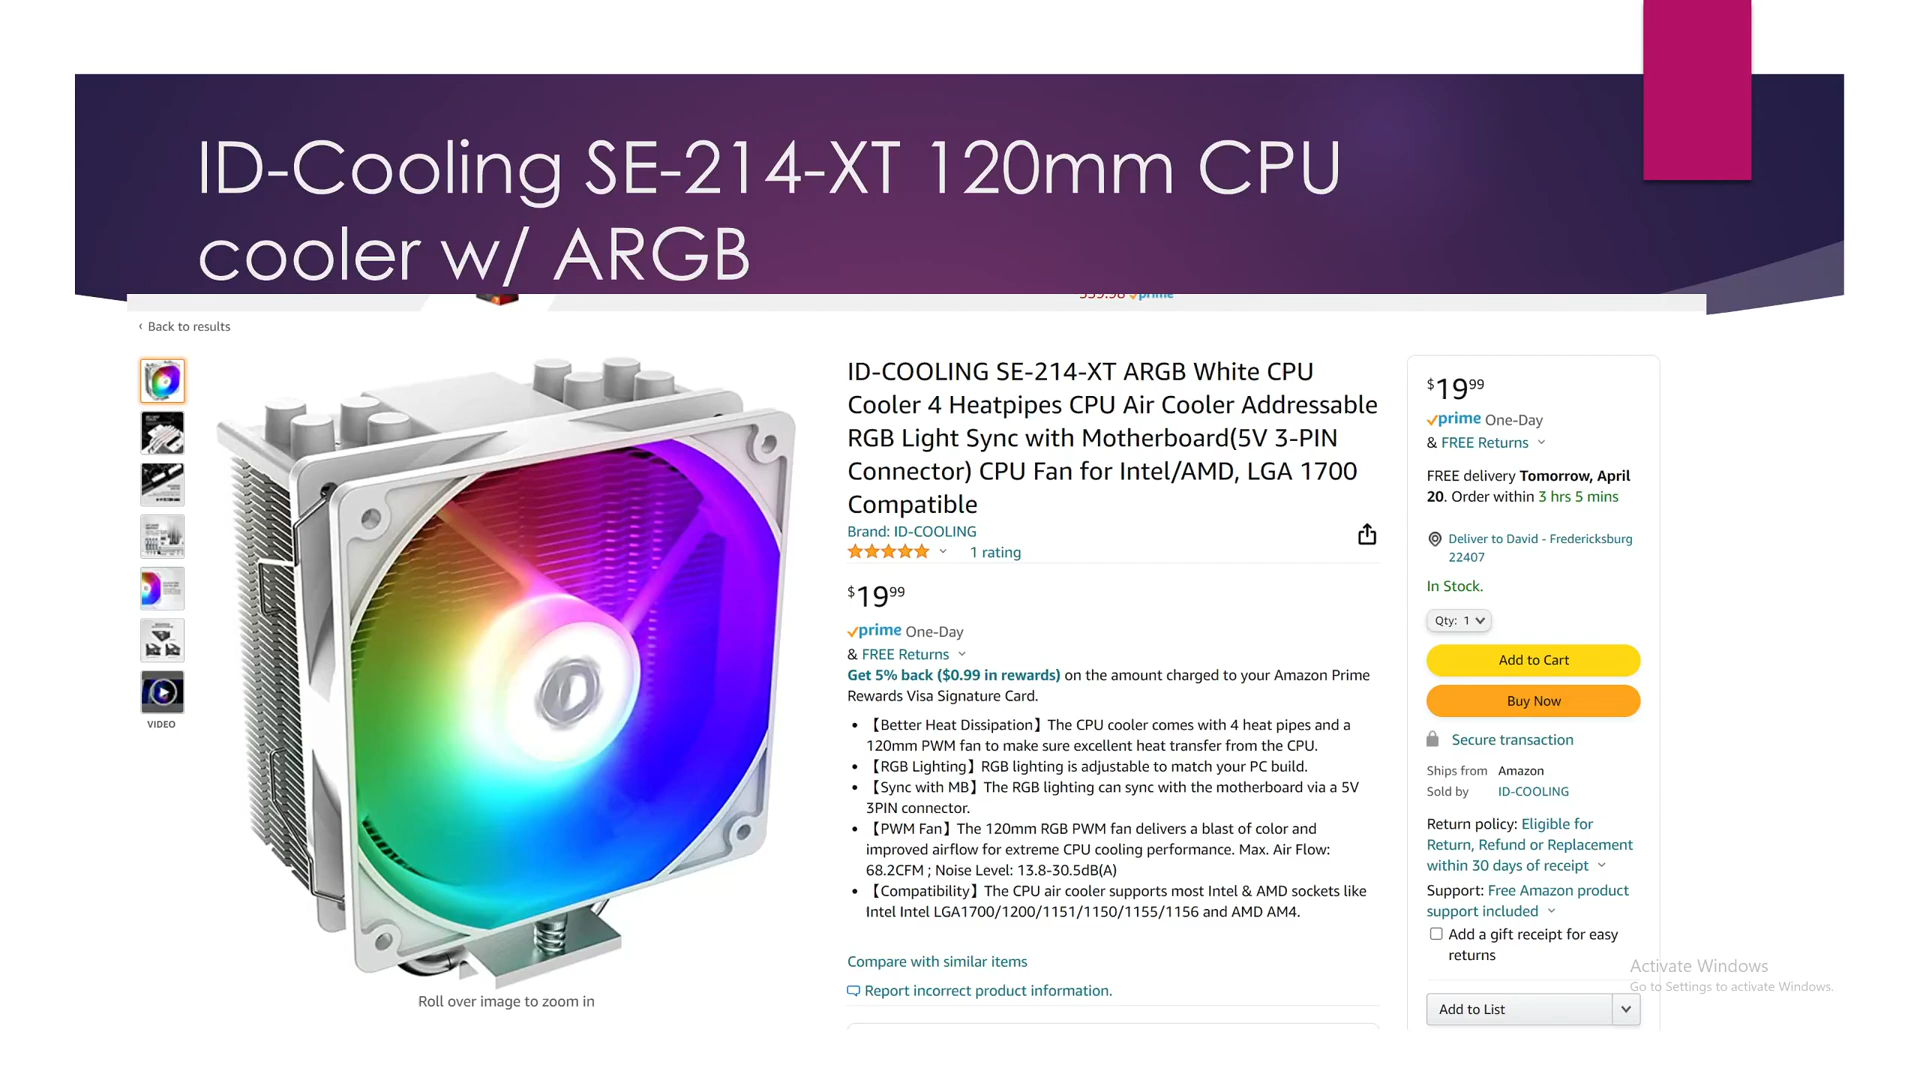 ID-Cooling SE-214-XT 120mm CPU
cooler w/ ARGB
‹ Back to results
VIDEO
Roll over image to zoom in
ID-COOLING SE-214-XT ARGB White CPU
Cooler 4 Heatpipes CPU Air Cooler Addressable
RGB Light Sync with Motherboard(5V 3-PIN
Connector) CPU Fan for Intel/AMD, LGA 1700
Compatible
Brand: ID-COOLING
1 rating
$1999
prime One-Day
& FREE Returns
Get 5% back ($0.99 in rewards) on the amount charged to your Amazon Prime
Rewards Visa Signature Card.
• 【Better Heat Dissipation】The CPU cooler comes with 4 heat pipes and a
120mm PWM fan to make sure excellent heat transfer from the CPU.
• 【RGB Lighting】RGB lighting is adjustable to match your PC build.
• 【Sync with MB】The RGB lighting can sync with the motherboard via a 5V
3PIN connector.
• 【PWM Fan】The 120mm RGB PWM fan delivers a blast of color and
improved airflow for extreme CPU cooling performance. Max. Air Flow:
68.2CFM ; Noise Level: 13.8-30.5dB(A)
• 【Compatibility】The CPU air cooler supports most Intel & AMD sockets like
Intel Intel LGA1700/1200/1151/1150/1155/1156 and AMD AM4.
Compare with similar items
Report incorrect product information.
$1999
prime One-Day
& FREE Returns
FREE delivery Tomorrow, April
20. Order within 3 hrs 5 mins
Deliver to David - Fredericksburg
22407
In Stock.
Qty: 1
Add to Cart
Buy Now
Secure transaction
Ships from Amazon
Sold by ID-COOLING
Return policy: Eligible for
Return, Refund or Replacement
within 30 days of receipt
Support: Free Amazon product
support included
Add a gift receipt for easy
returns
Add to List
Activate Windows
Go to Settings to activate Windows.